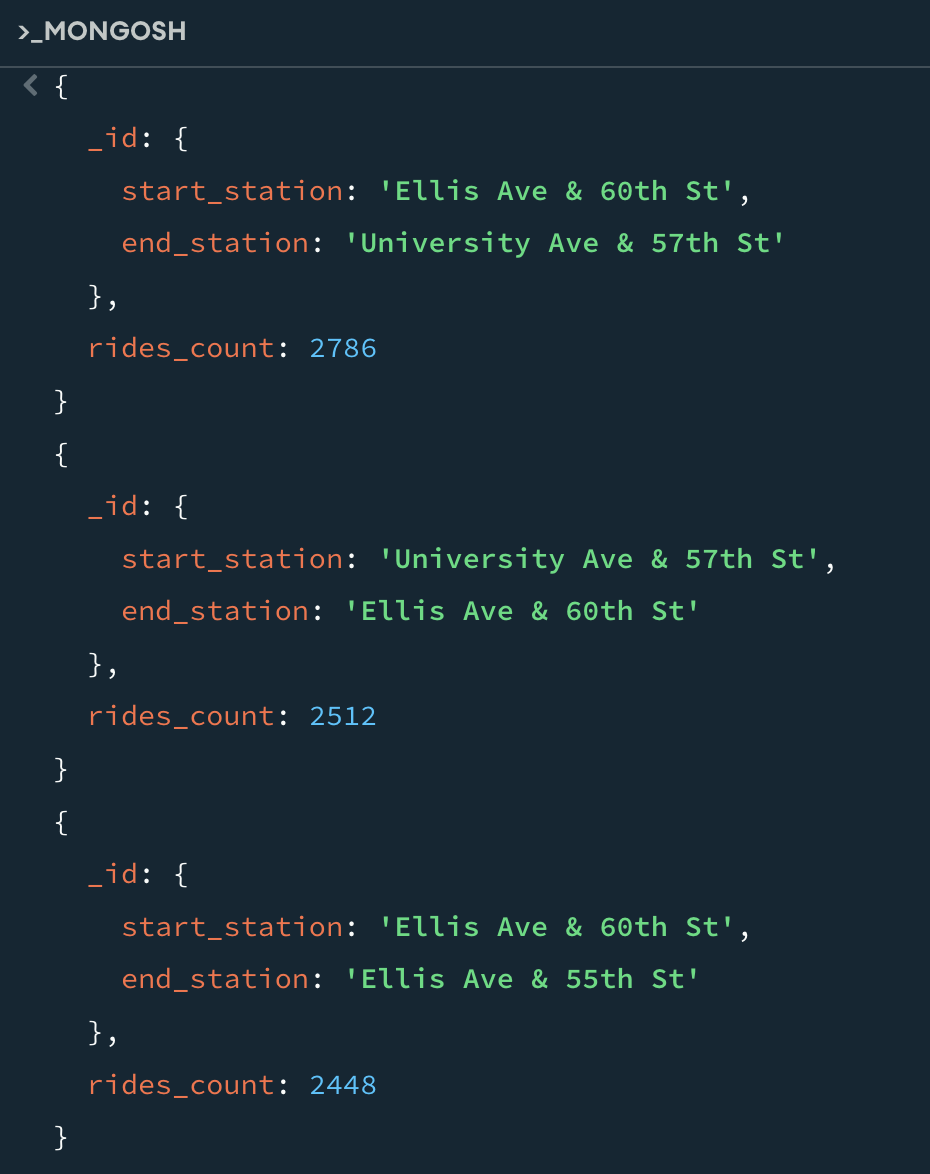 >_MONGOSH
< {
  _id: {
    start_station: 'Ellis Ave & 60th St',
    end_station: 'University Ave & 57th St'
  },
  rides_count: 2786
}
{
  _id: {
    start_station: 'University Ave & 57th St',
    end_station: 'Ellis Ave & 60th St'
  },
  rides_count: 2512
}
{
  _id: {
    start_station: 'Ellis Ave & 60th St',
    end_station: 'Ellis Ave & 55th St'
  },
  rides_count: 2448
}